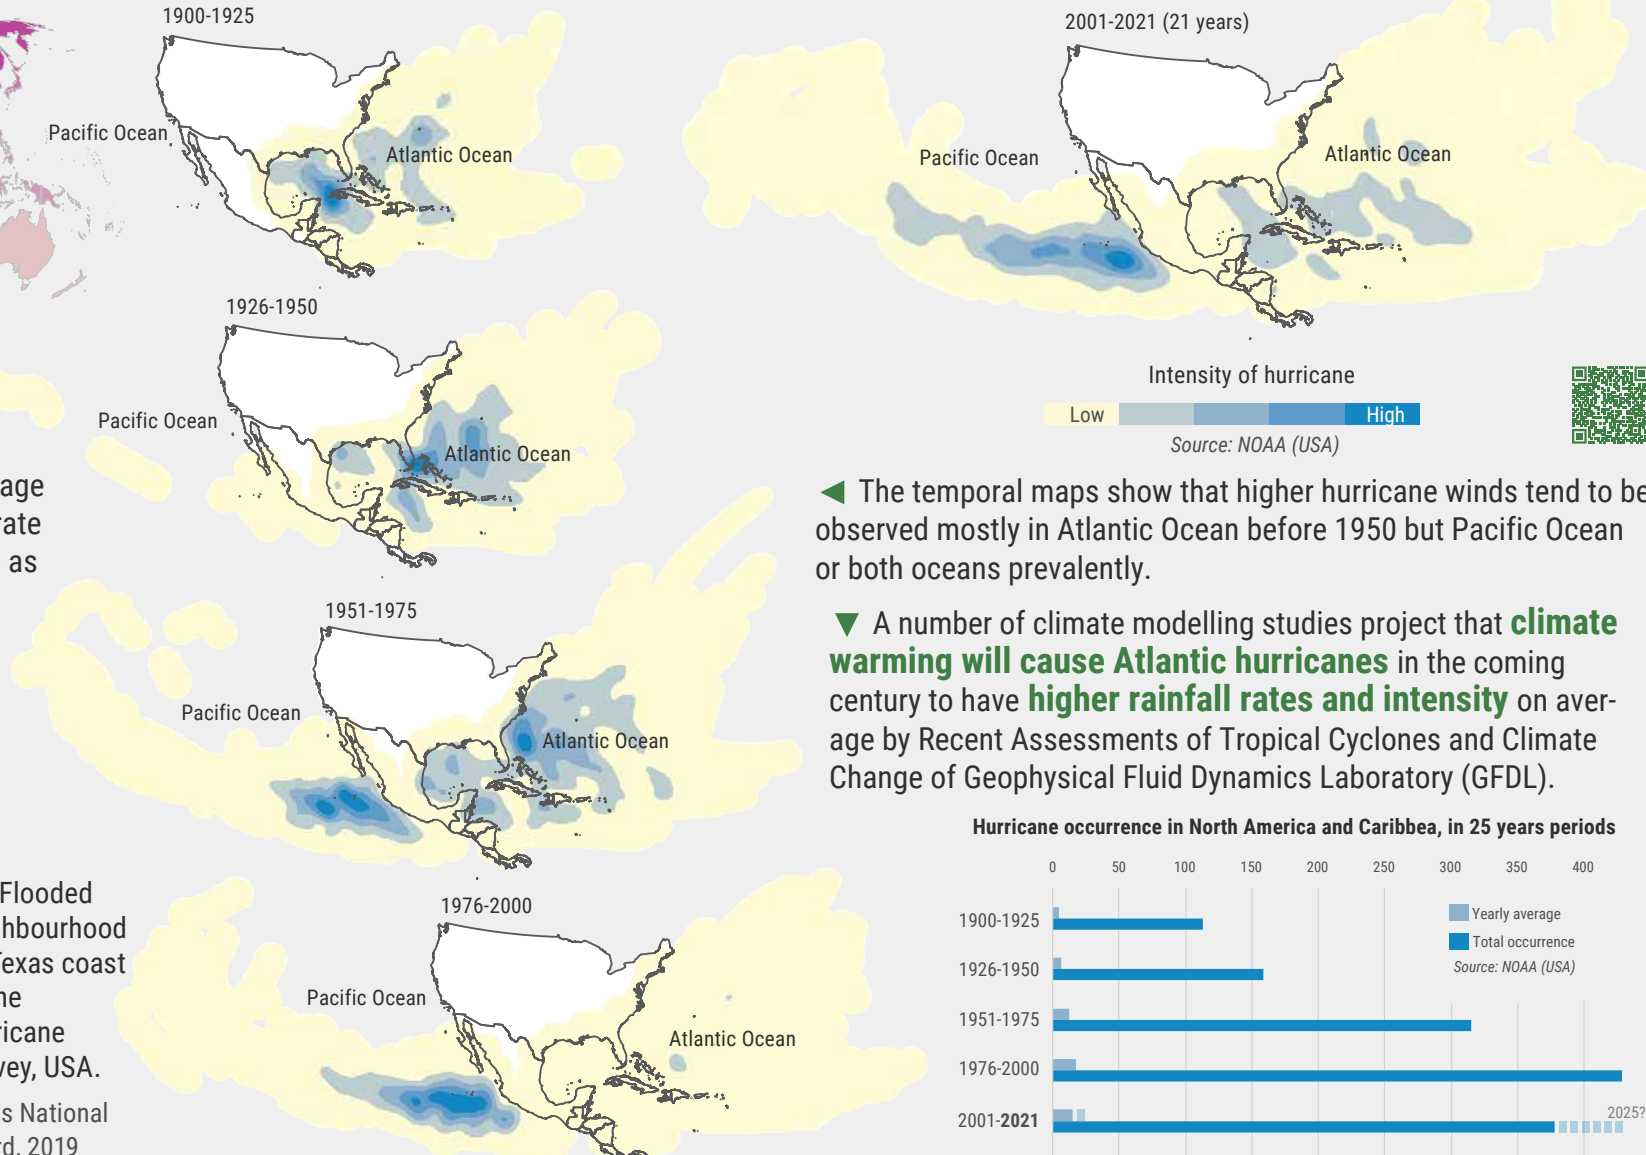 1900-1925
Pacific Ocean
Atlantic Ocean
1926-1950
Pacific Ocean
Atlantic Ocean
1951-1975
Pacific Ocean
Atlantic Ocean
1976-2000
Pacific Ocean
Atlantic Ocean
age
rate
as
Flooded
hbourhood
Texas coast
ne
ricane
vey, USA.
s National
rd, 2019
2001-2021 (21 years)
Pacific Ocean
Atlantic Ocean
Intensity of hurricane
Low High
Source: NOAA (USA)
◀ The temporal maps show that higher hurricane winds tend to be
observed mostly in Atlantic Ocean before 1950 but Pacific Ocean
or both oceans prevalently.
▼ A number of climate modelling studies project that climate
warming will cause Atlantic hurricanes in the coming
century to have higher rainfall rates and intensity on aver-
age by Recent Assessments of Tropical Cyclones and Climate
Change of Geophysical Fluid Dynamics Laboratory (GFDL).
Hurricane occurrence in North America and Caribbea, in 25 years periods
0 50 100 150 200 250 300 350 400
1900-1925
1926-1950
1951-1975
1976-2000
2001-2021
Yearly average
Total occurrence
Source: NOAA (USA)
2025?